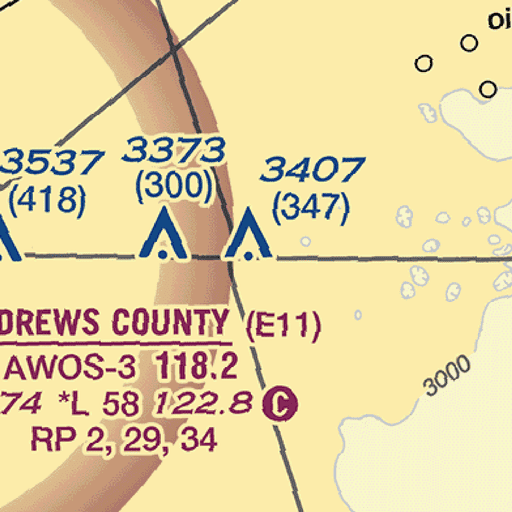 oi
3537
(418)
3373
(300)
3407
(347)
DREWS COUNTY (E11)
AWOS-3 118.2
74 *L 58 122.8 C
RP 2, 29, 34
3000